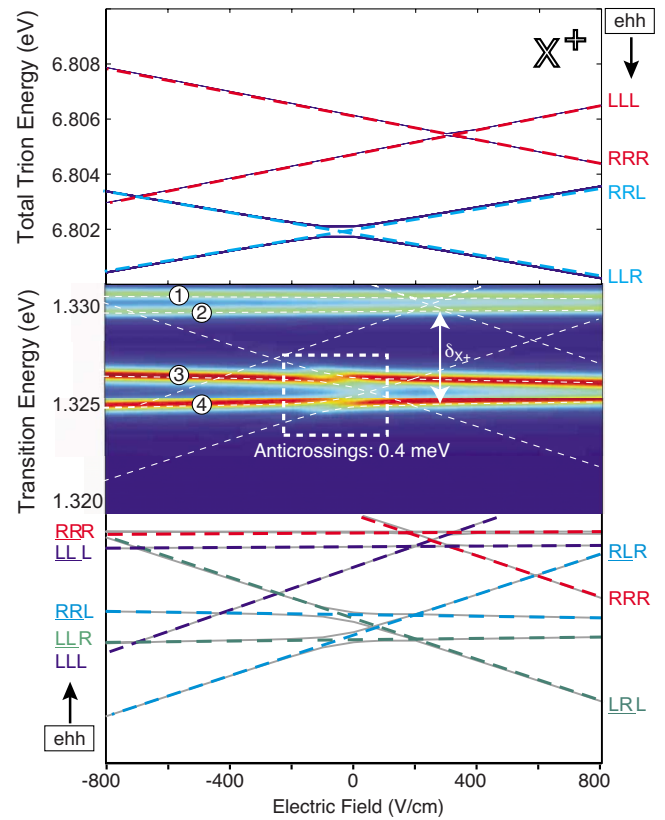 ehh
X+
Total Trion Energy (eV)
6.808
6.806
6.804
6.802
LLL
RRR
RRL
LLR
Transition Energy (eV)
1.330
1.325
1.320
1
2
3
4
δX±
Anticrossings: 0.4 meV
RRR
LLL
RRL
LLR
LLL
ehh
RLR
RRR
LRL
-800
-400
0
400
800
Electric Field (V/cm)